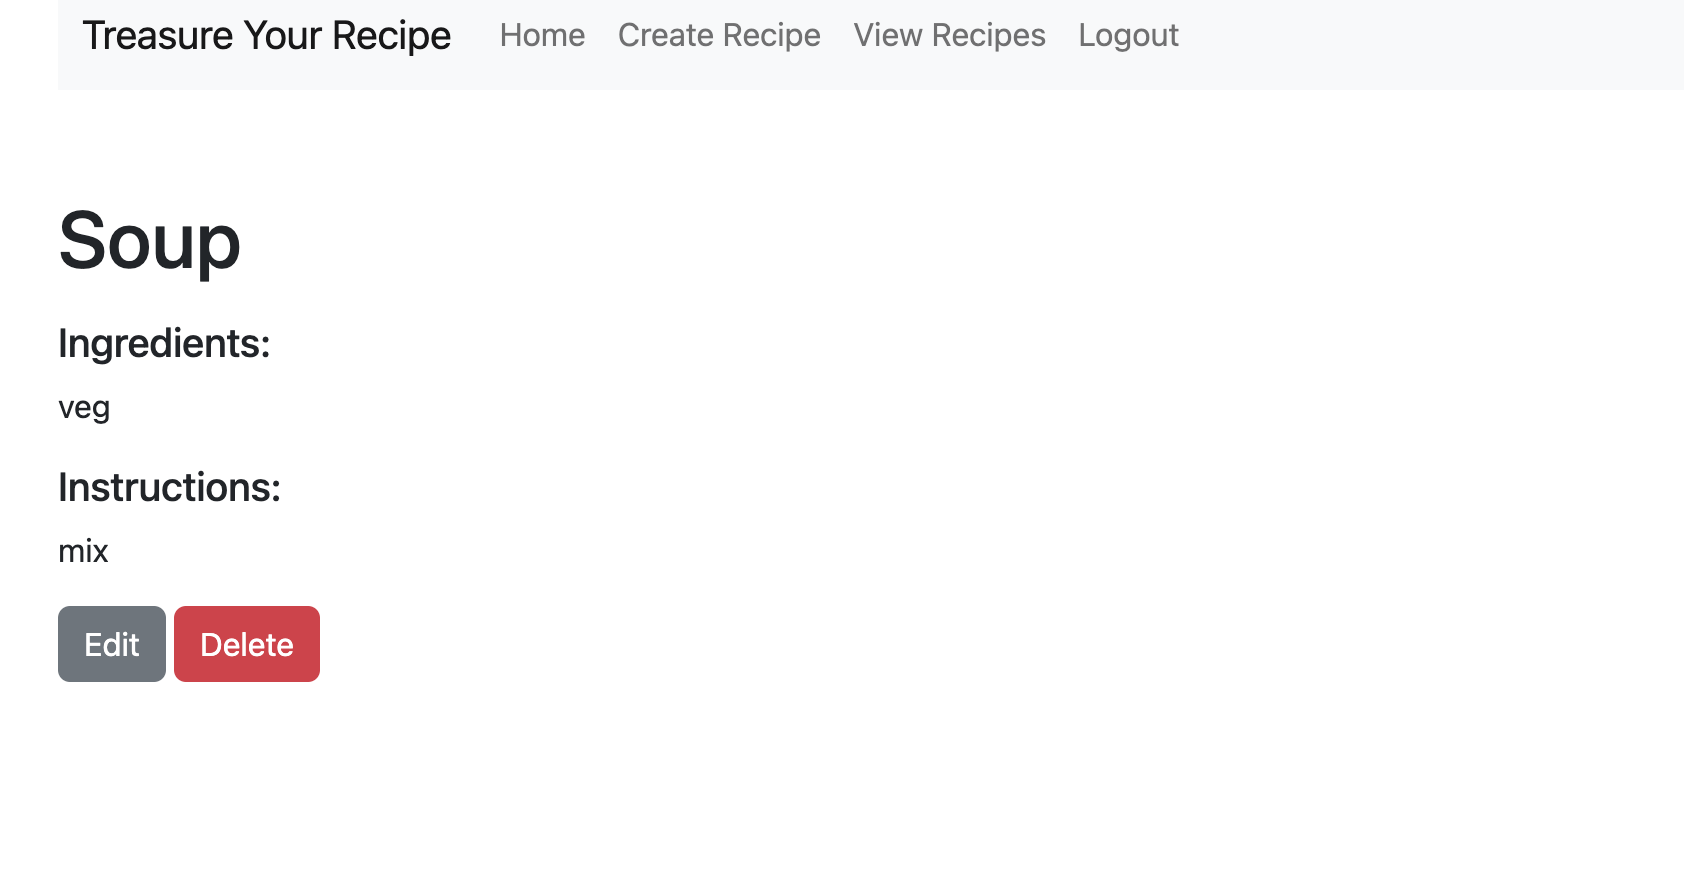 Treasure Your Recipe Home Create Recipe View Recipes Logout
Soup
Ingredients:
veg
Instructions:
mix
Edit Delete